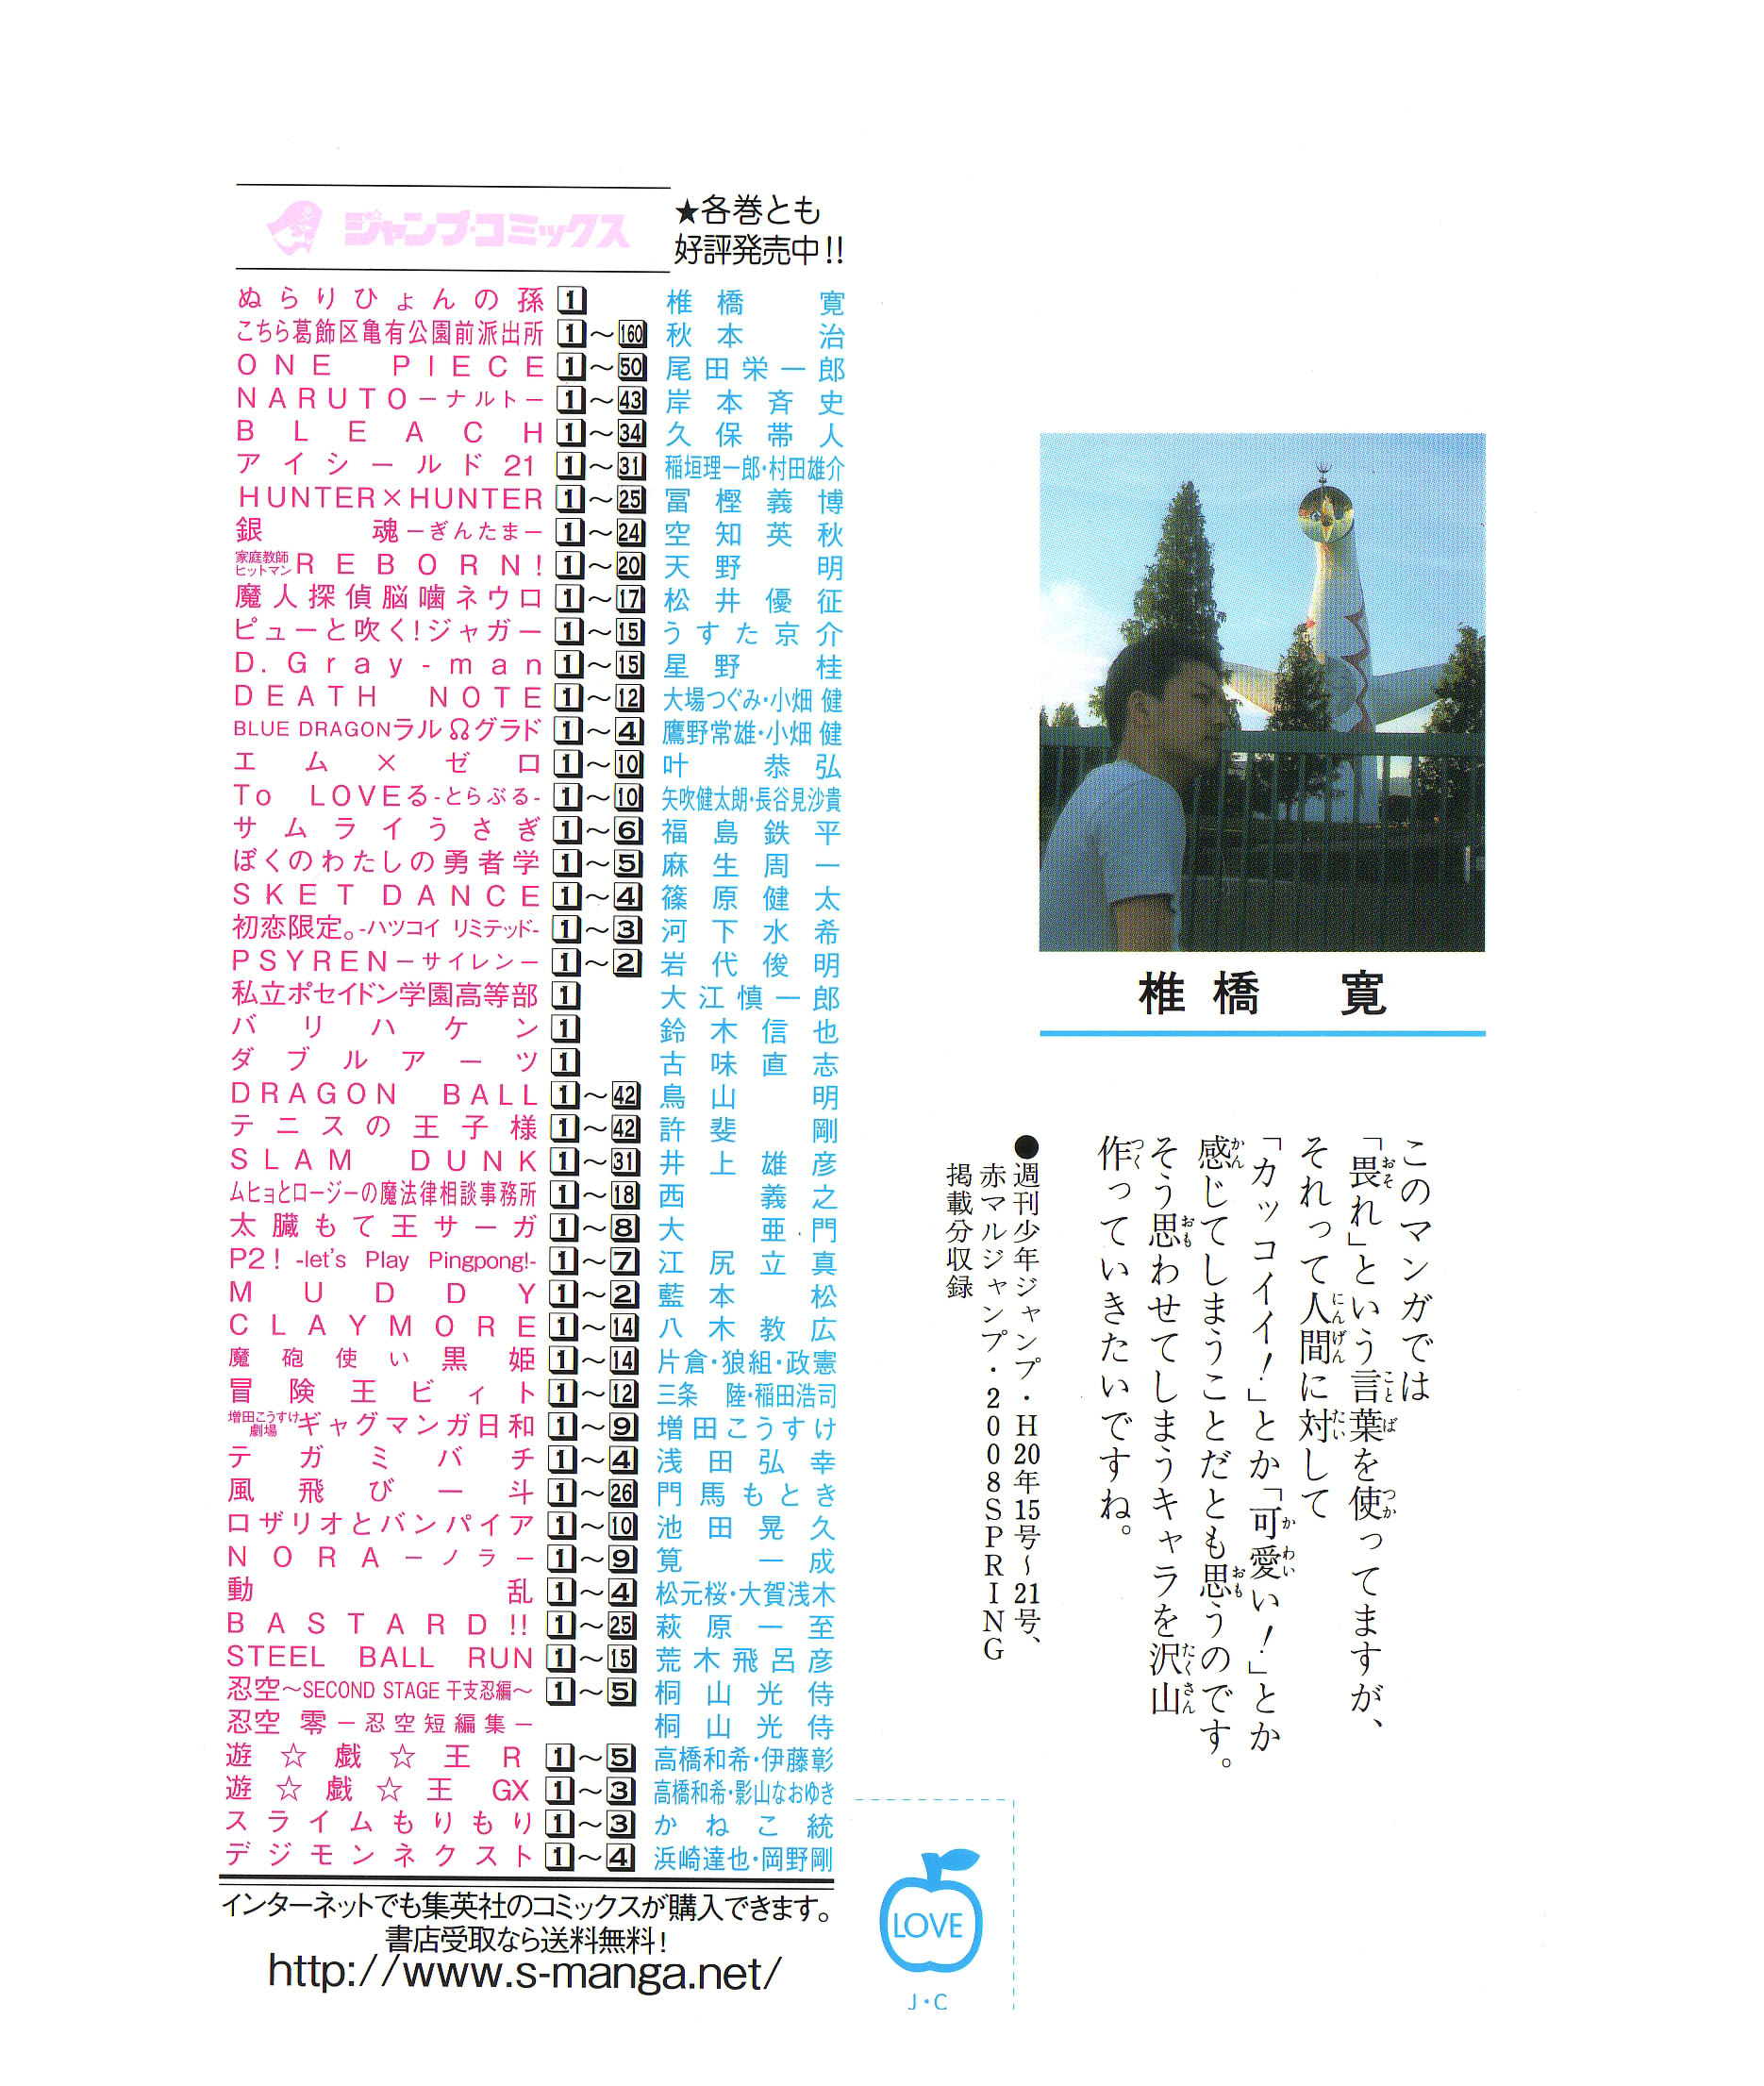 ジャンプ・コミックス
★各巻とも
好評発売中!!
ぬらりひょんの孫 1 椎橋 寛
こちら葛飾区亀有公園前派出所 1～160 秋本 治
ONE PIECE 1～50 尾田栄一郎
NARUTO－ナルト－ 1～43 岸本斉史
BLEACH 1～34 久保帯人
アイシールド21 1～31 稲垣理一郎・村田雄介
HUNTER×HUNTER 1～25 冨樫義博
銀 魂－ぎんたま－ 1～24 空知英秋
家庭教師ヒットマンREBORN! 1～20 天野 明
魔人探偵脳噛ネウロ 1～17 松井優征
ピューと吹く!ジャガー 1～15 うすた京介
D.Gray-man 1～15 星野 桂
DEATH NOTE 1～12 大場つぐみ・小畑 健
BLUE DRAGONラルΩグラド 1～4 鷹野常雄・小畑 健
エム×ゼロ 1～10 叶 恭弘
To LOVEる-とらぶる- 1～10 矢吹健太朗・長谷見沙貴
サムライうさぎ 1～6 福島鉄平
ぼくのわたしの勇者学 1～5 麻生周一
SKET DANCE 1～4 篠原健太
初恋限定。-ハツコイ リミテッド- 1～3 河下水希
PSYREN－サイレン－ 1～2 岩代俊明
私立ポセイドン学園高等部 1 大江慎一郎
バリハケン 1 鈴木信也
ダブルアーツ 1 古味直志
DRAGON BALL 1～42 鳥山 明
テニスの王子様 1～42 許斐 剛
SLAM DUNK 1～31 井上雄彦
ムヒョとロージーの魔法律相談事務所 1～18 西 義之
太臓もて王サーガ 1～8 大亜門
P2! -let's Play Pingpong!- 1～7 江尻立真
MUDDY 1～2 藍本 松
CLAYMORE 1～14 八木教広
魔砲使い黒姫 1～14 片倉・狼組・政憲
冒険王ビィト 1～12 三条 陸・稲田浩司
増田こうすけ劇場ギャグマンガ日和 1～9 増田こうすけ
テガミバチ 1～4 浅田弘幸
風飛び一斗 1～26 門馬もとき
ロザリオとバンパイア 1～10 池田晃久
NORA－ノラ－ 1～9 筧 一成
動 乱 1～4 松元桜・大賀浅木
BASTARD!! 1～25 萩原一至
STEEL BALL RUN 1～15 荒木飛呂彦
忍空～SECOND STAGE 干支忍編～ 1～5 桐山光侍
忍空 零－忍空短編集－ 桐山光侍
遊☆戯☆王R 1～5 高橋和希・伊藤彰
遊☆戯☆王 GX 1～3 高橋和希・影山なおゆき
スライムもりもり 1～3 かねこ統
デジモンネクスト 1～4 浜崎達也・岡野剛
インターネットでも集英社のコミックスが購入できます。
書店受取なら送料無料!
http://www.s-manga.net/
椎橋 寛
このマンガでは
「畏れ」という言葉を使ってますが、
それって人間に対して
「カッコイイ!」とか「可愛い!」とか
感じてしまうことだとも思うのです。
そう思わせてしまうキャラを沢山
作っていきたいですね。
●週刊少年ジャンプ・H20年15号～21号、
赤マルジャンプ・2008SPRING
掲載分収録
LOVE
J・C